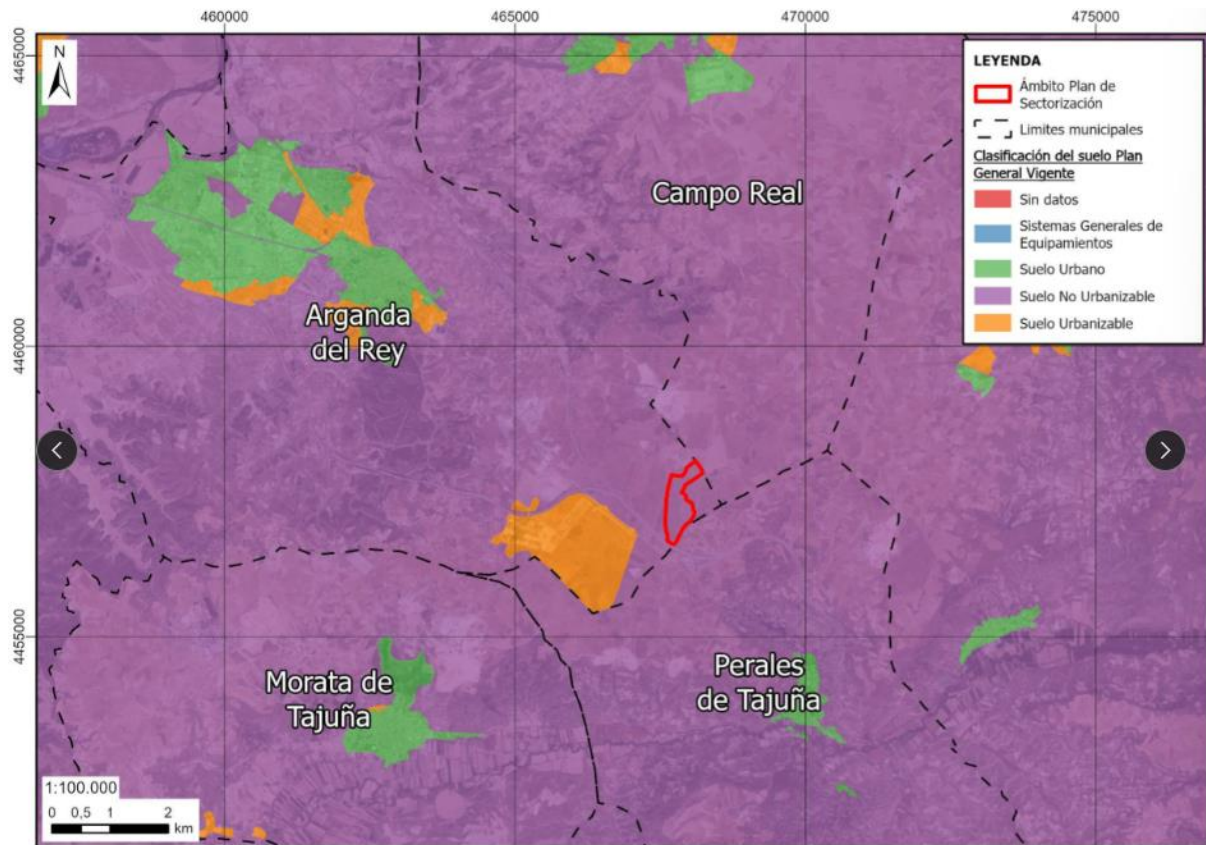 460000
465000
470000
475000
4465000
N
LEYENDA
Ámbito Plan de
Sectorización
Limites municipales
Clasificación del suelo Plan
General Vigente
Sin datos
Sistemas Generales de
Equipamientos
Suelo Urbano
Suelo No Urbanizable
Suelo Urbanizable
Campo Real
Arganda
del Rey
4460000
4455000
Morata de
Tajuña
Perales
de Tajuña
1:100.000
0 0,5 1 2
km